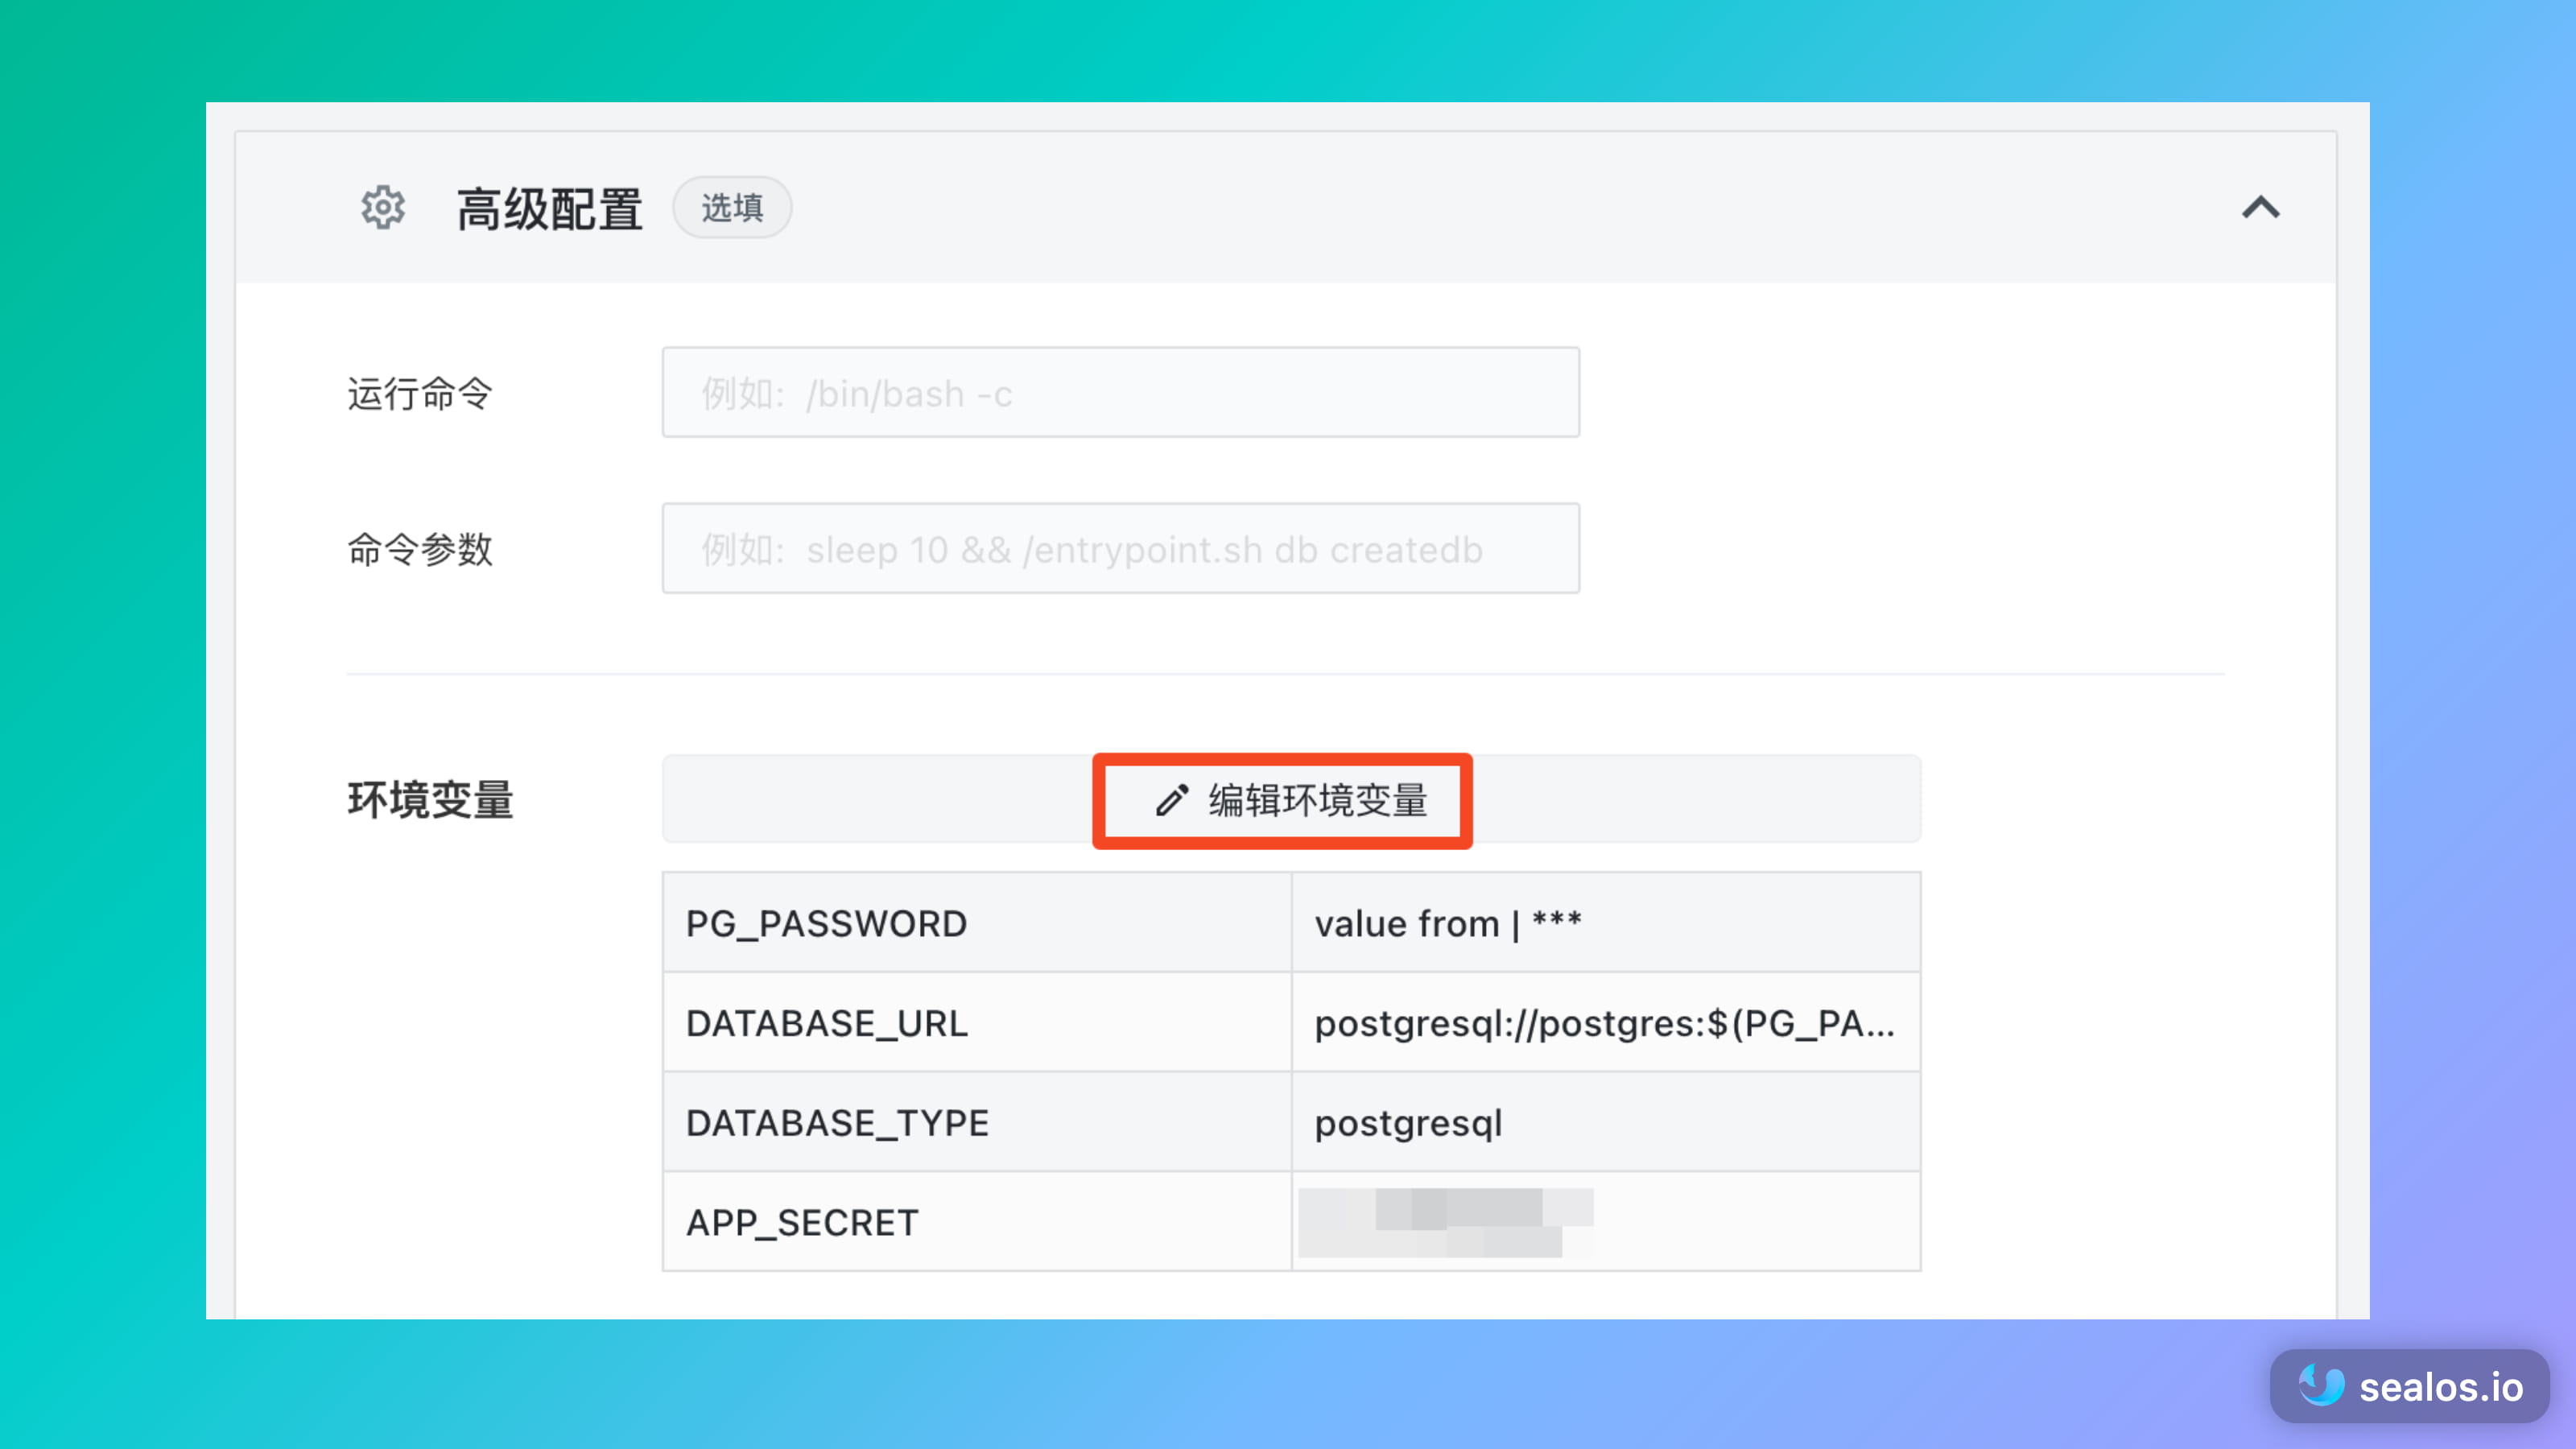 高级配置 选填
运行命令 例如: /bin/bash -c
命令参数 例如: sleep 10 && /entrypoint.sh db createdb
环境变量 编辑环境变量
PG_PASSWORD value from | ***
DATABASE_URL postgresql://postgres:$(PG_PA...
DATABASE_TYPE postgresql
APP_SECRET
sealos.io